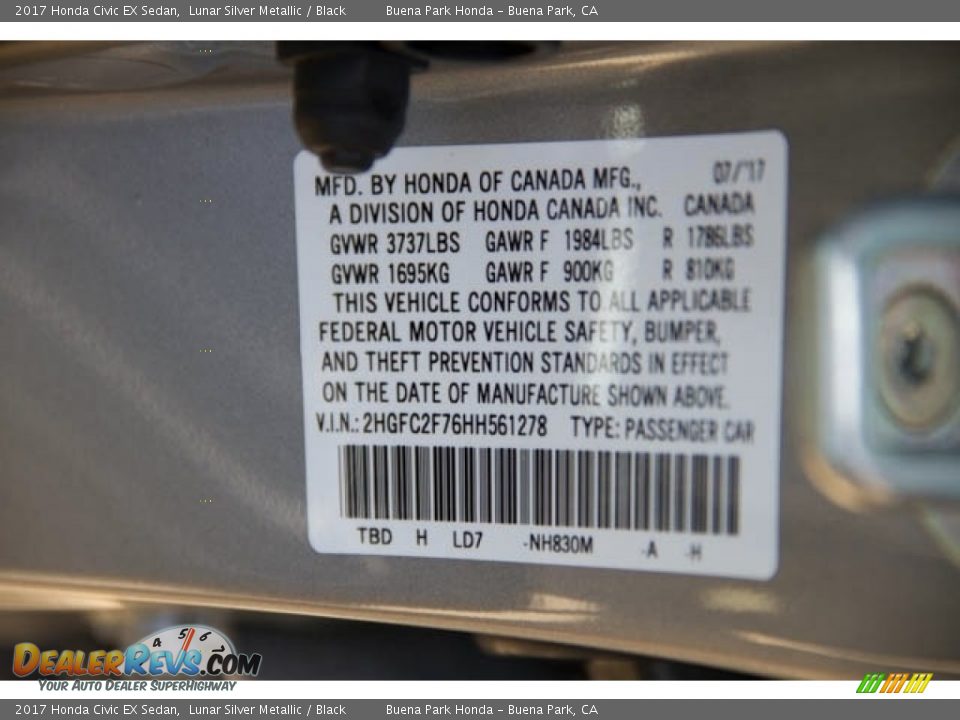 2017 Honda Civic EX Sedan, Lunar Silver Metallic / Black Buena Park Honda – Buena Park, CA
MFD. BY HONDA OF CANADA MFG., 07/'17
A DIVISION OF HONDA CANADA INC. CANADA
GVWR 3737LBS GAWR F 1984LBS R 1786LBS
GVWR 1695KG GAWR F 900KG R 810KG
THIS VEHICLE CONFORMS TO ALL APPLICABLE
FEDERAL MOTOR VEHICLE SAFETY, BUMPER,
AND THEFT PREVENTION STANDARDS IN EFFECT
ON THE DATE OF MANUFACTURE SHOWN ABOVE.
V.I.N.: 2HGFC2F76HH561278 TYPE: PASSENGER CAR
TBD H LD7 -NH830M -A -H
4 5 6 7
DEALERREVS.COM
YOUR AUTO DEALER SUPERHIGHWAY
2017 Honda Civic EX Sedan, Lunar Silver Metallic / Black Buena Park Honda – Buena Park, CA